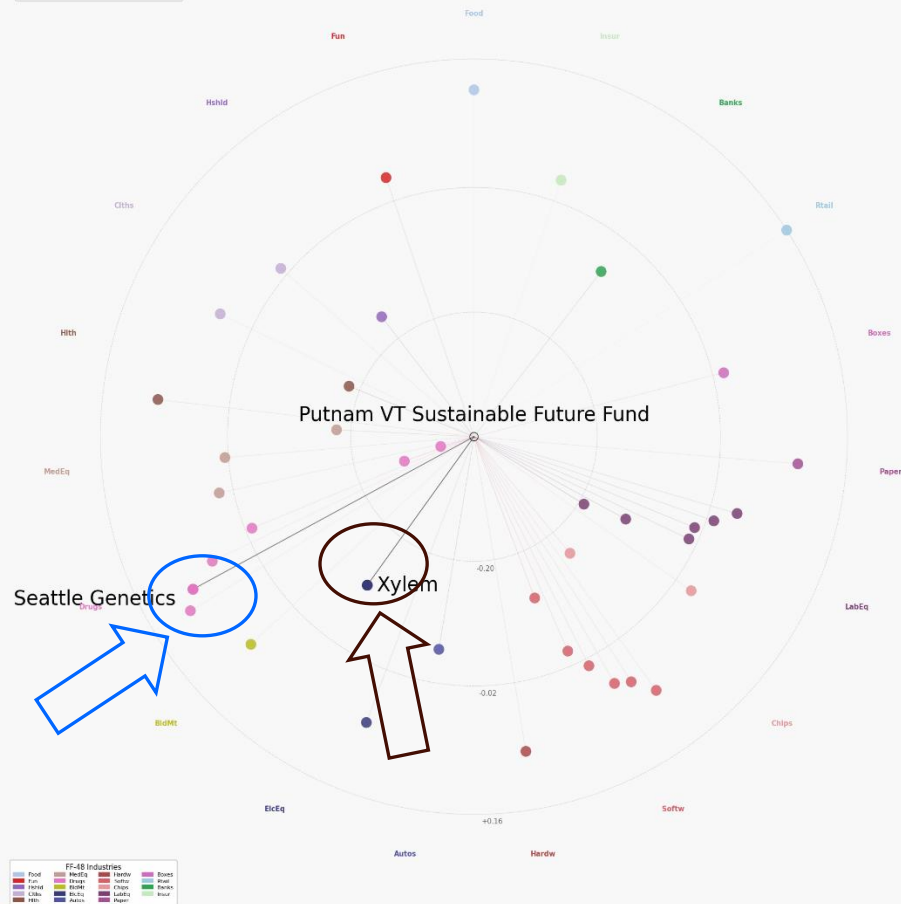 Food
Fun
Insur
Hshld
Banks
Clths
Rtail
Hlth
Boxes
Putnam VT Sustainable Future Fund
MedEq
Paper
-0.20
Xylem
Seattle Genetics
Drugs
LabEq
-0.02
BldMt
Chips
ElcEq
Softw
+0.16
Autos
Hardw
FF-48 Industries
Food MedEq Hardw Boxes
Fun Drugs Softw Rtail
Hshld BldMt Chips Banks
Clths ElcEq LabEq Insur
Hlth Autos Paper